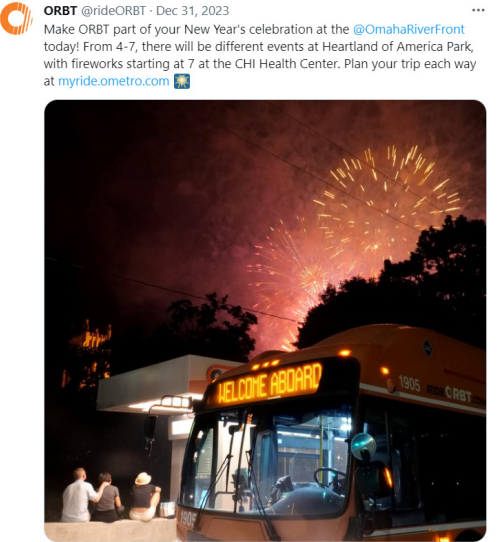 ORBT @rideORBT · Dec 31, 2023
Make ORBT part of your New Year's celebration at the @OmahaRiverFront
today! From 4-7, there will be different events at Heartland of America Park,
with fireworks starting at 7 at the CHI Health Center. Plan your trip each way
at myride.ometro.com
WELCOME ABOARD
1905
RIDEORBT.COM
1905